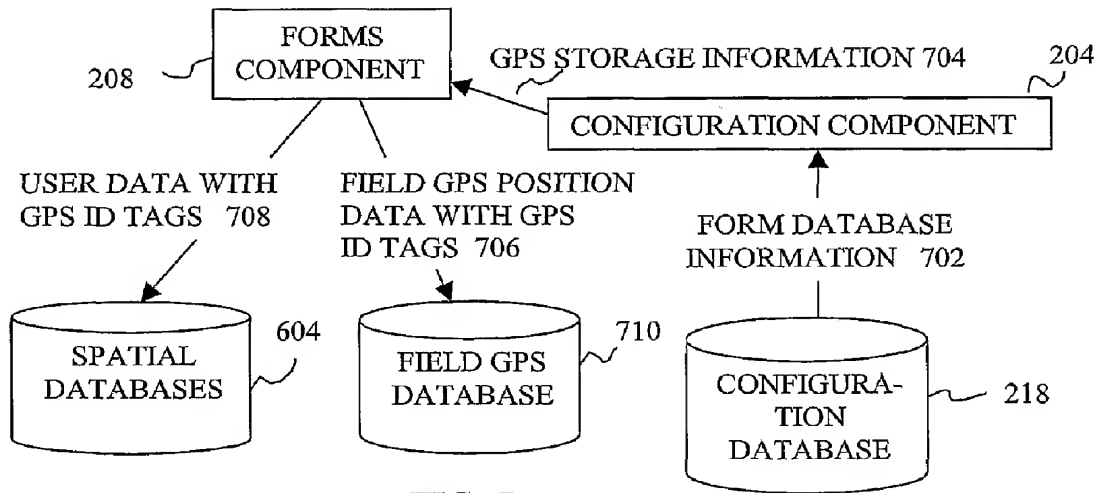 FORMS
COMPONENT
208
GPS STORAGE INFORMATION 704
204
CONFIGURATION COMPONENT
USER DATA WITH
GPS ID TAGS 708
FIELD GPS POSITION
DATA WITH GPS
ID TAGS 706
FORM DATABASE
INFORMATION 702
SPATIAL
DATABASES
604
FIELD GPS
DATABASE
710
CONFIGURA-
TION
DATABASE
218